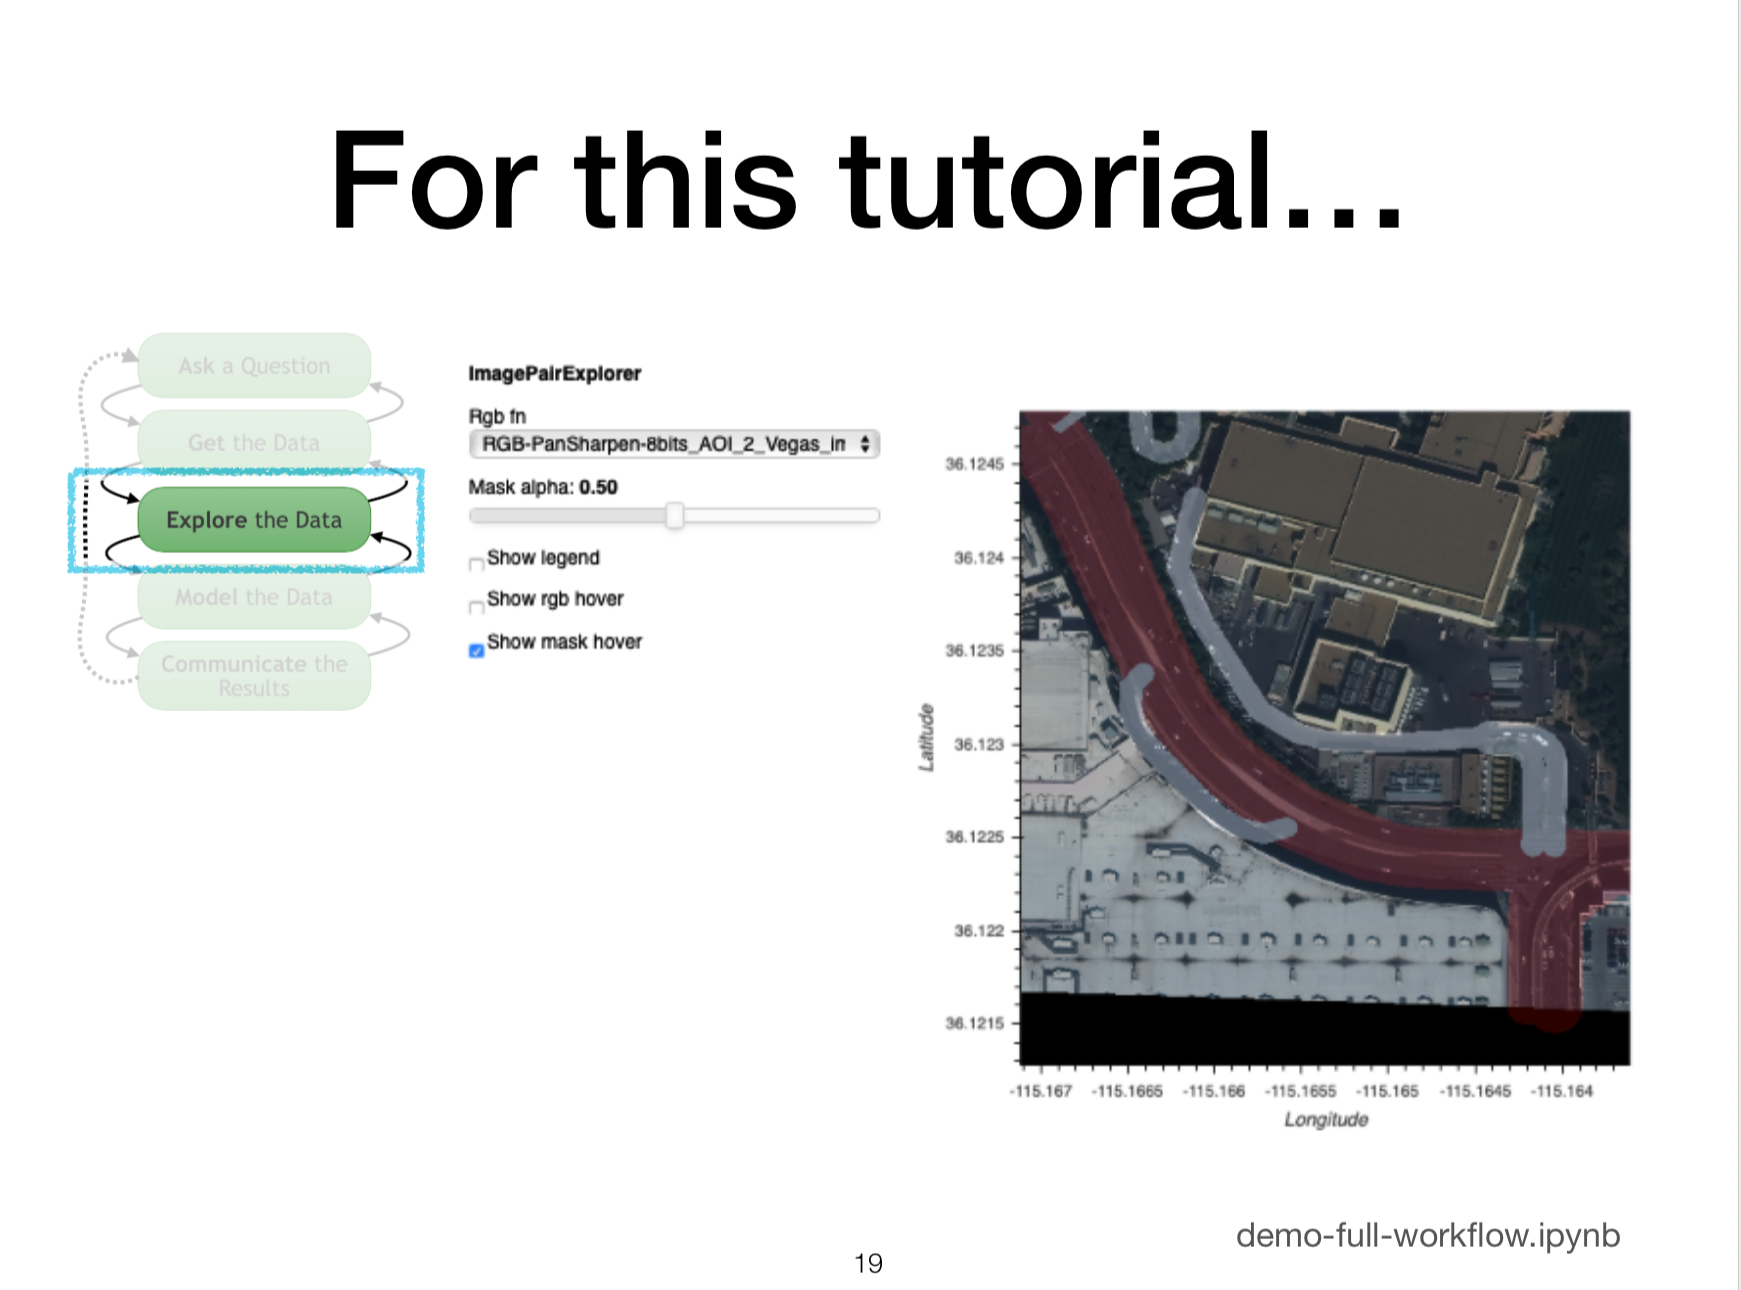 For this tutorial…
Ask a Question
Get the Data
Explore the Data
Model the Data
Communicate the
Results
ImagePairExplorer
Rgb fn
RGB-PanSharpen-8bits_AOI_2_Vegas_in
Mask alpha: 0.50
Show legend
Show rgb hover
Show mask hover
Latitude
36.1245
36.124
36.1235
36.123
36.1225
36.122
36.1215
-115.167 -115.1665 -115.166 -115.1655 -115.165 -115.1645 -115.164
Longitude
demo-full-workflow.ipynb
19